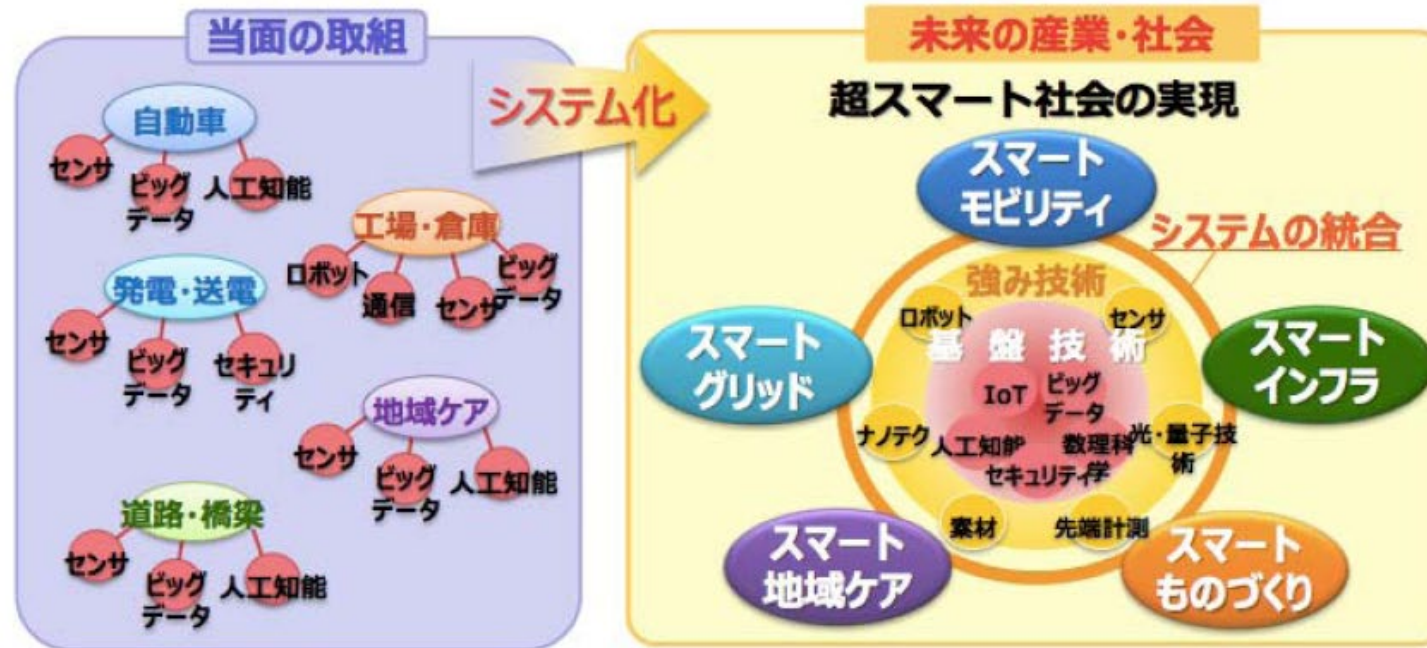 当面の取組
自動車
センサ
ビッグ
データ
人工知能
工場・倉庫
ロボット
通信
センサ
ビッグ
データ
発電・送電
センサ
ビッグ
データ
セキュリ
ティ
地域ケア
センサ
ビッグ
データ
人工知能
道路・橋梁
センサ
ビッグ
データ
人工知能
システム化
未来の産業・社会
超スマート社会の実現
スマート
モビリティ
システムの統合
スマート
グリッド
スマート
インフラ
スマート
地域ケア
スマート
ものづくり
強み技術
ロボット
センサ
基盤技術
IoT
ビッグ
データ
人工知能
数理科
学
セキュリティ
ナノテク
光・量子技
術
素材
先端計測